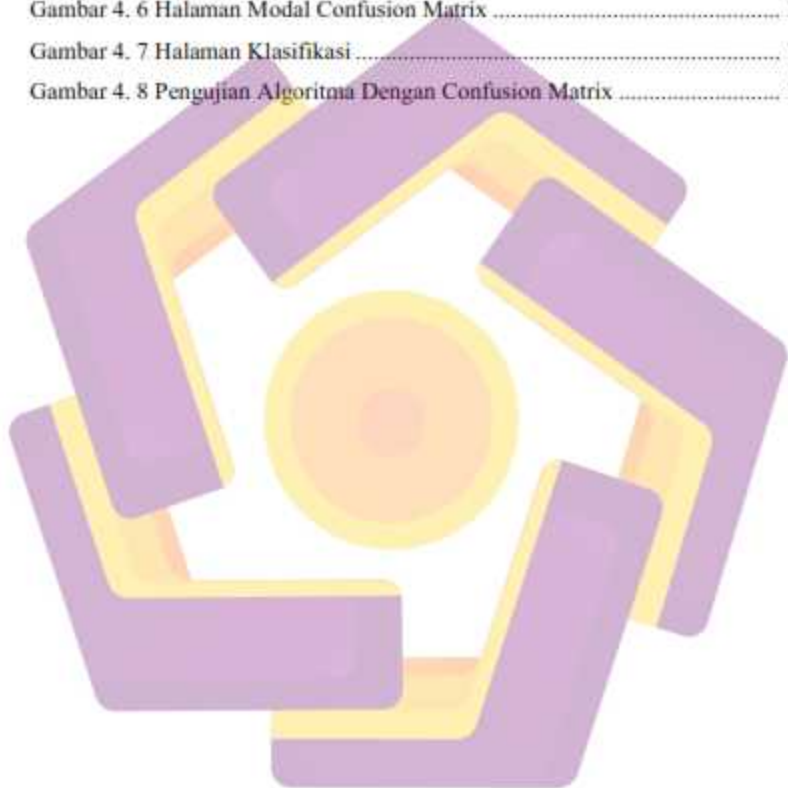 Gambar 4. 6 Halaman Modal Confusion Matrix ................................................
Gambar 4. 7 Halaman Klasifikasi .......................................................................
Gambar 4. 8 Pengujian Algoritma Dengan Confusion Matrix ...........................